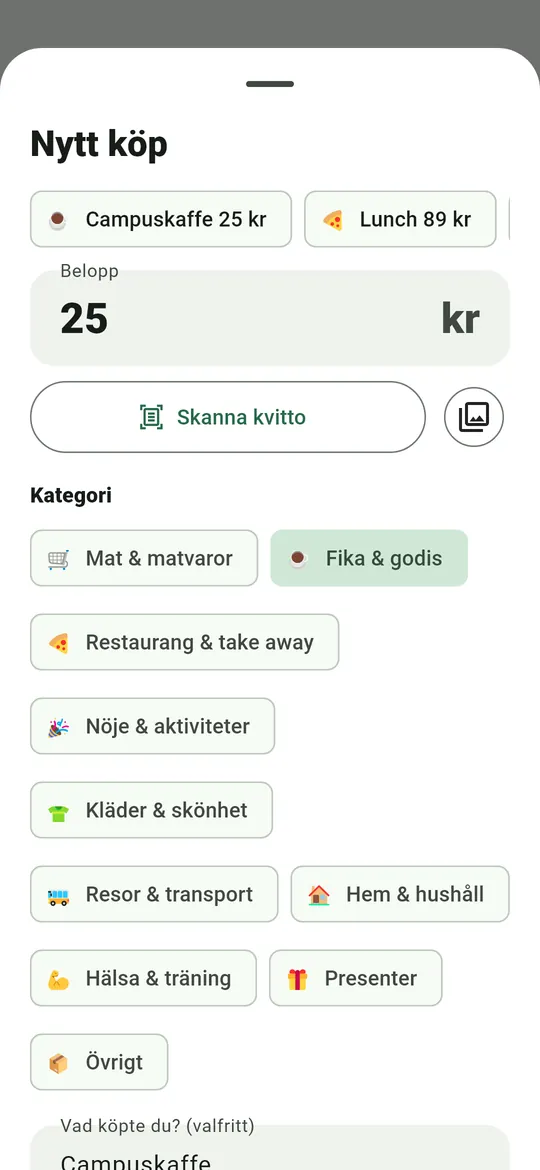 Nytt köp
Campuskaffe 25 kr Lunch 89 kr
Belopp
25 kr
Skanna kvitto
Kategori
Mat & matvaror Fika & godis
Restaurang & take away
Nöje & aktiviteter
Kläder & skönhet
Resor & transport Hem & hushåll
Hälsa & träning Presenter
Övrigt
Vad köpte du? (valfritt)
Campuskaffe